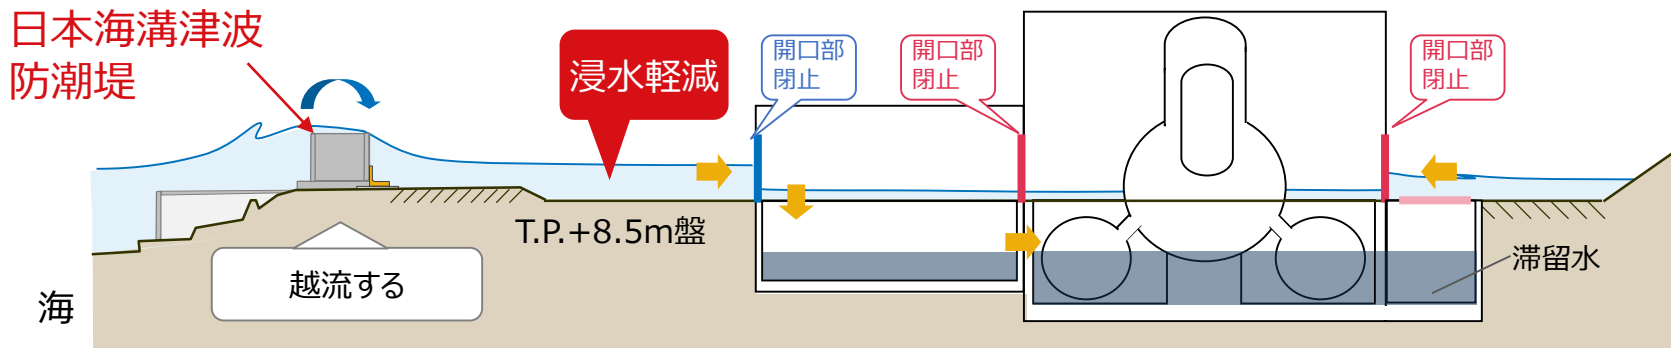 日本海溝津波
防潮堤
浸水軽減
開口部
閉止
開口部
閉止
開口部
閉止
T.P.+8.5m盤
越流する
滞留水
海